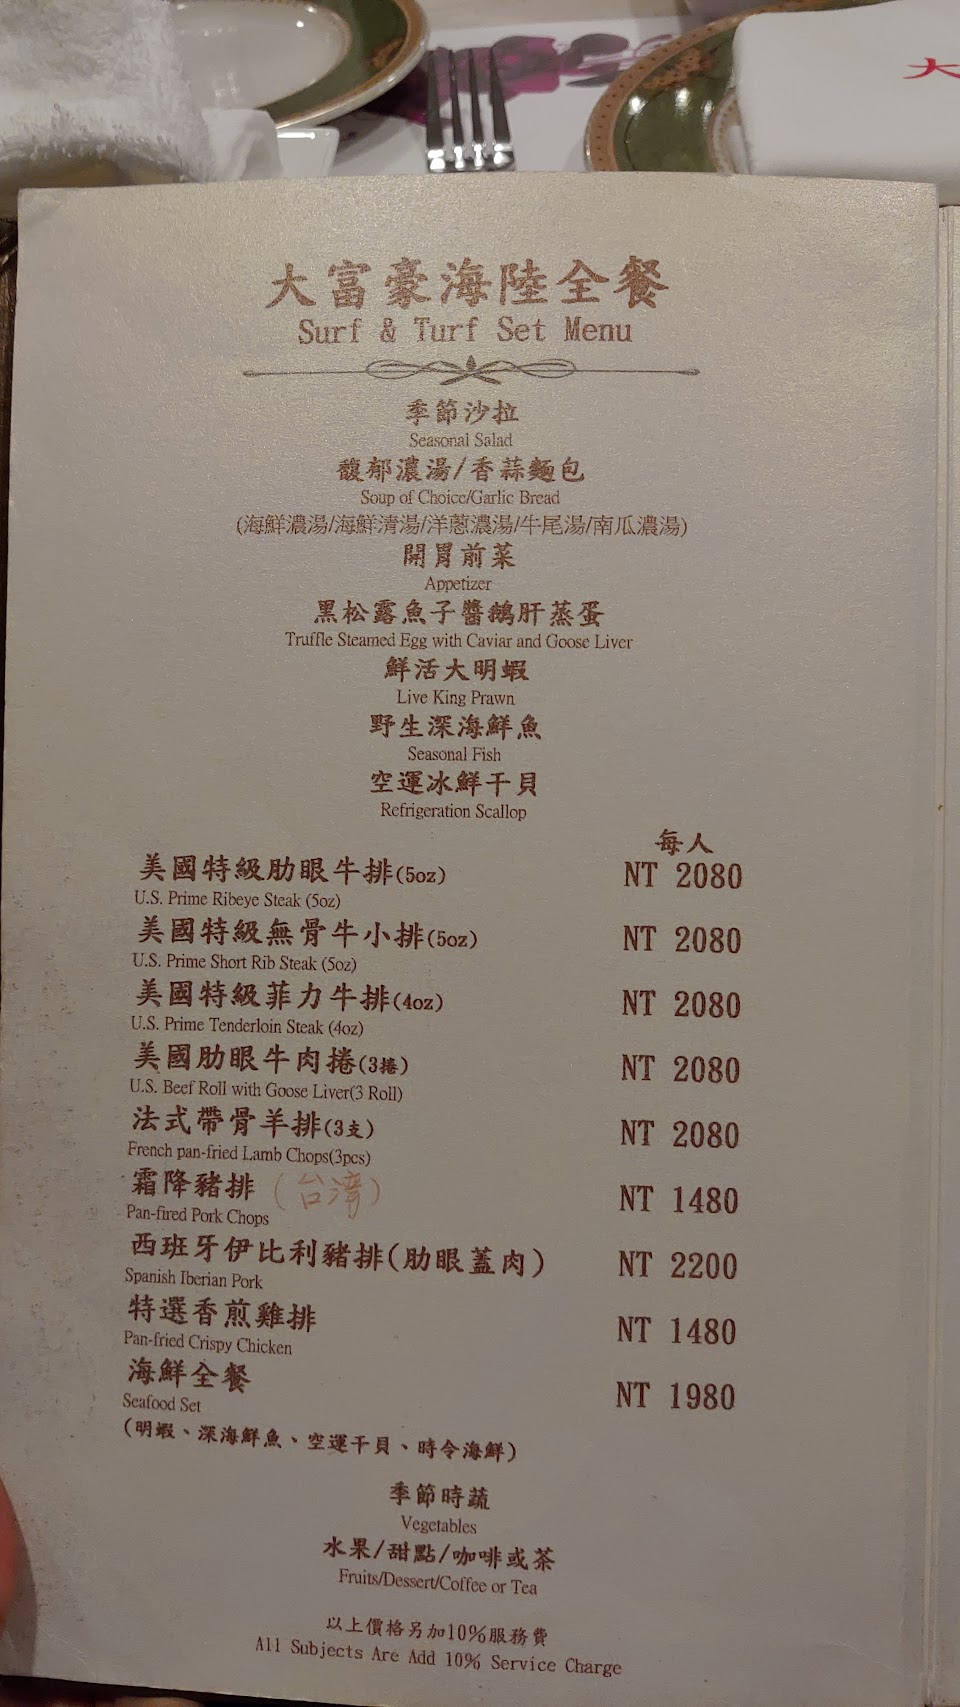 大
大富豪海陸全餐
Surf & Turf Set Menu
季節沙拉
Seasonal Salad
馥郁濃湯/香蒜麵包
Soup of Choice/Garlic Bread
(海鮮濃湯/海鮮清湯/洋蔥濃湯/牛尾湯/南瓜濃湯)
開胃前菜
Appetizer
黑松露魚子醬鵝肝蒸蛋
Truffle Steamed Egg with Caviar and Goose Liver
鮮活大明蝦
Live King Prawn
野生深海鮮魚
Seasonal Fish
空運冰鮮干貝
Refrigeration Scallop
每人
美國特級肋眼牛排(5oz) NT 2080
U.S. Prime Ribeye Steak (5oz)
美國特級無骨牛小排(5oz) NT 2080
U.S. Prime Short Rib Steak (5oz)
美國特級菲力牛排(4oz) NT 2080
U.S. Prime Tenderloin Steak (4oz)
美國肋眼牛肉捲(3捲) NT 2080
U.S. Beef Roll with Goose Liver(3 Roll)
法式帶骨羊排(3支) NT 2080
French pan-fried Lamb Chops(3pcs)
霜降豬排 (台湾) NT 1480
Pan-fired Pork Chops
西班牙伊比利豬排(肋眼蓋肉) NT 2200
Spanish Iberian Pork
特選香煎雞排 NT 1480
Pan-fried Crispy Chicken
海鮮全餐 NT 1980
Seafood Set
(明蝦、深海鮮魚、空運干貝、時令海鮮)
季節時蔬
Vegetables
水果/甜點/咖啡或茶
Fruits/Dessert/Coffee or Tea
以上價格另加10%服務費
All Subjects Are Add 10% Service Charge